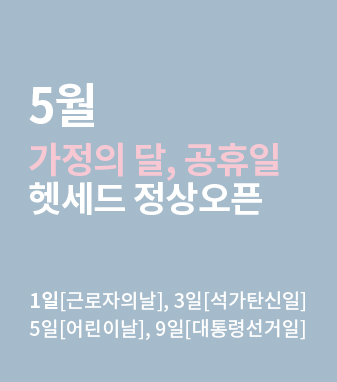 5월
가정의 달, 공휴일
헷세드 정상오픈
1일[근로자의날], 3일[석가탄신일]
5일[어린이날], 9일[대통령선거일]